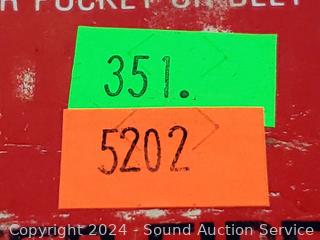 R POCKET OR BELT
351.
5202
Copyright 2024 - Sound Auction Service